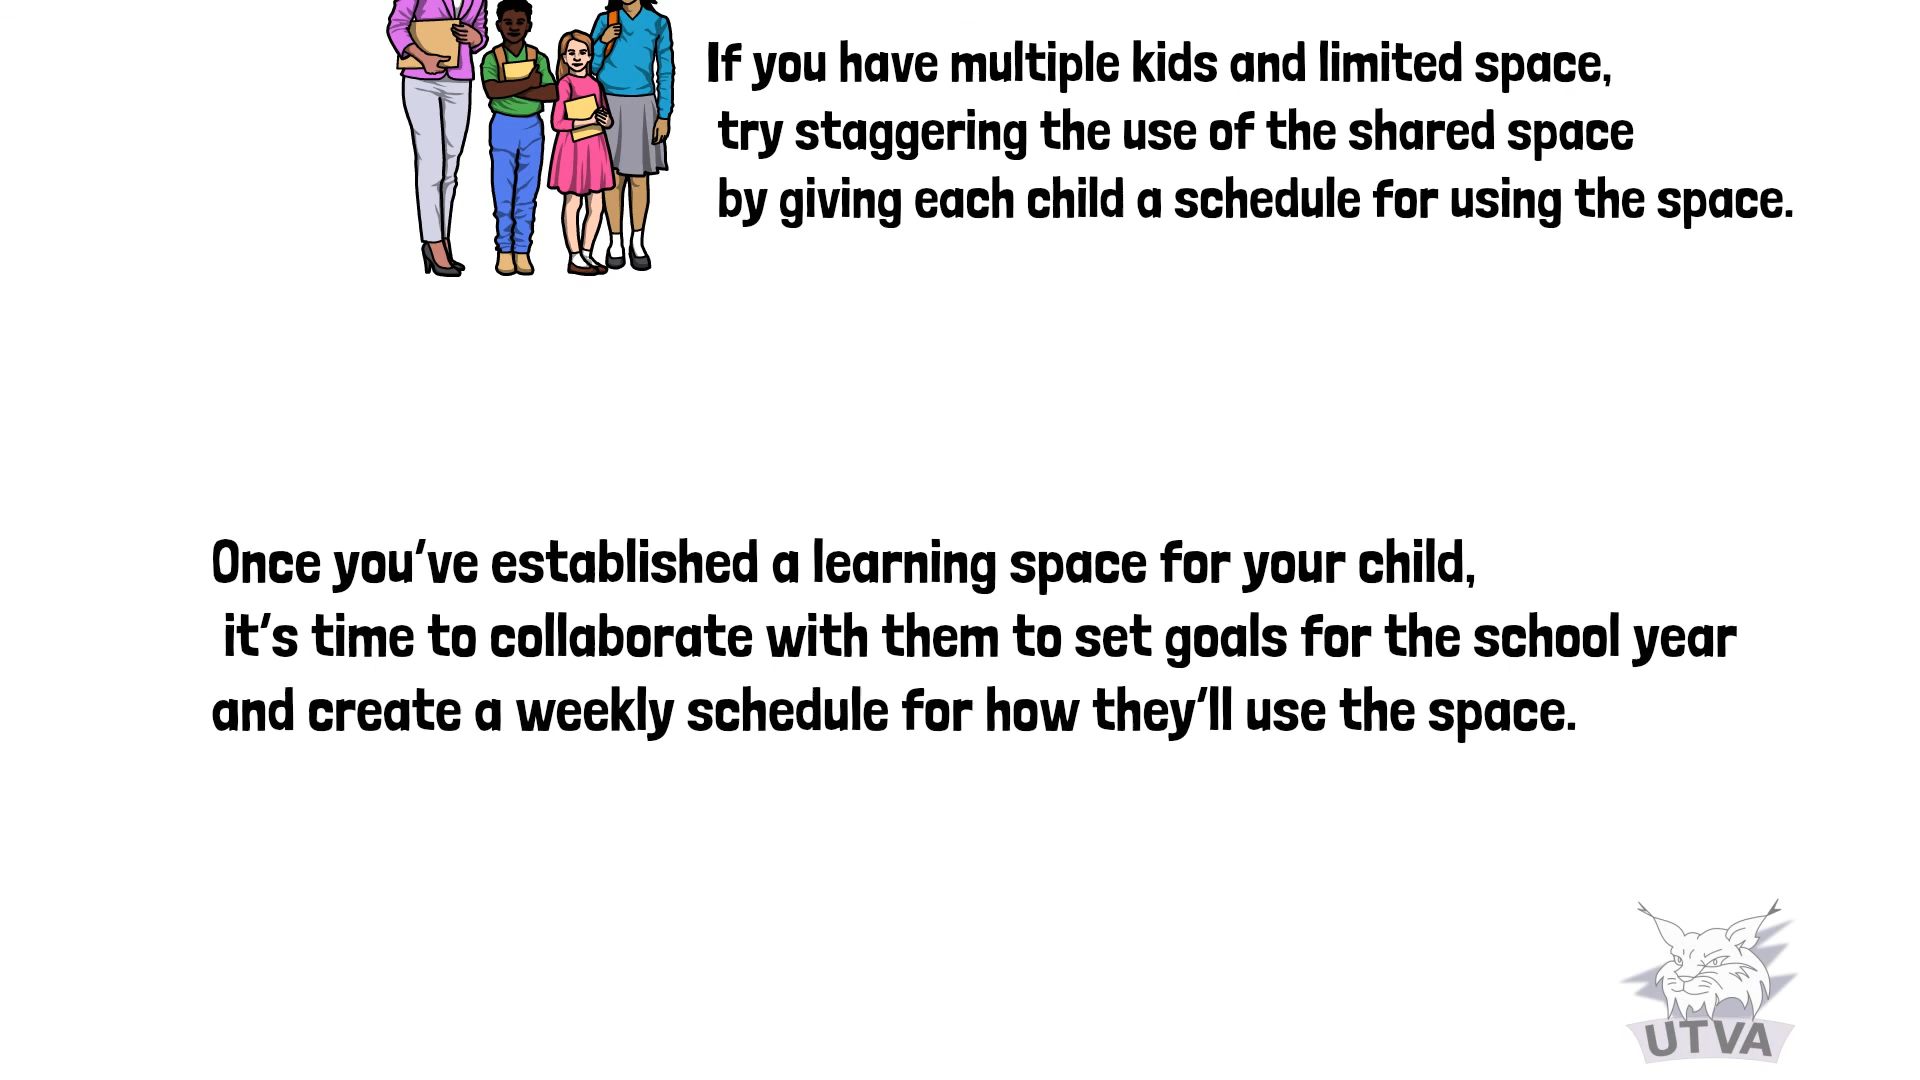 If you have multiple kids and limited space,
try staggering the use of the shared space
by giving each child a schedule for using the space.
Once you've established a learning space for your child,
it's time to collaborate with them to set goals for the school year
and create a weekly schedule for how they'll use the space.
UTVA